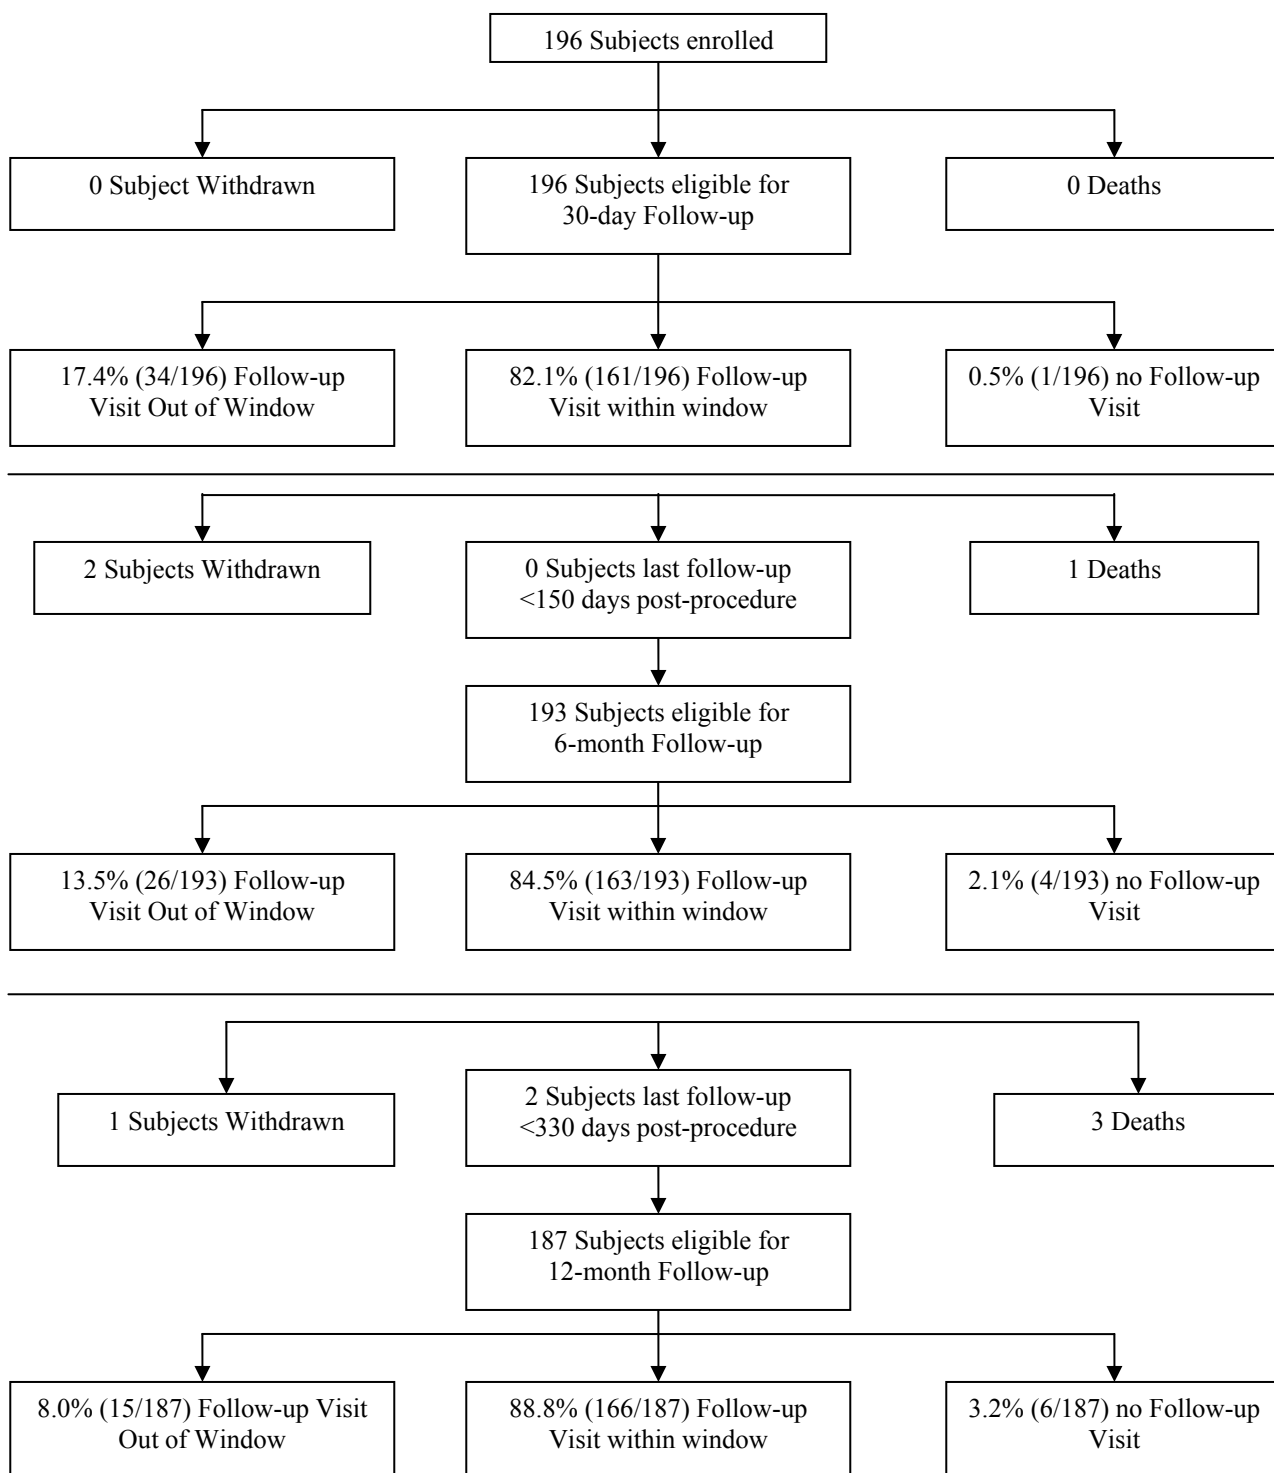 196 Subjects enrolled
0 Subject Withdrawn
196 Subjects eligible for
30-day Follow-up
0 Deaths
17.4% (34/196) Follow-up
Visit Out of Window
82.1% (161/196) Follow-up
Visit within window
0.5% (1/196) no Follow-up
Visit
2 Subjects Withdrawn
0 Subjects last follow-up
<150 days post-procedure
1 Deaths
193 Subjects eligible for
6-month Follow-up
13.5% (26/193) Follow-up
Visit Out of Window
84.5% (163/193) Follow-up
Visit within window
2.1% (4/193) no Follow-up
Visit
1 Subjects Withdrawn
2 Subjects last follow-up
<330 days post-procedure
3 Deaths
187 Subjects eligible for
12-month Follow-up
8.0% (15/187) Follow-up Visit
Out of Window
88.8% (166/187) Follow-up
Visit within window
3.2% (6/187) no Follow-up
Visit